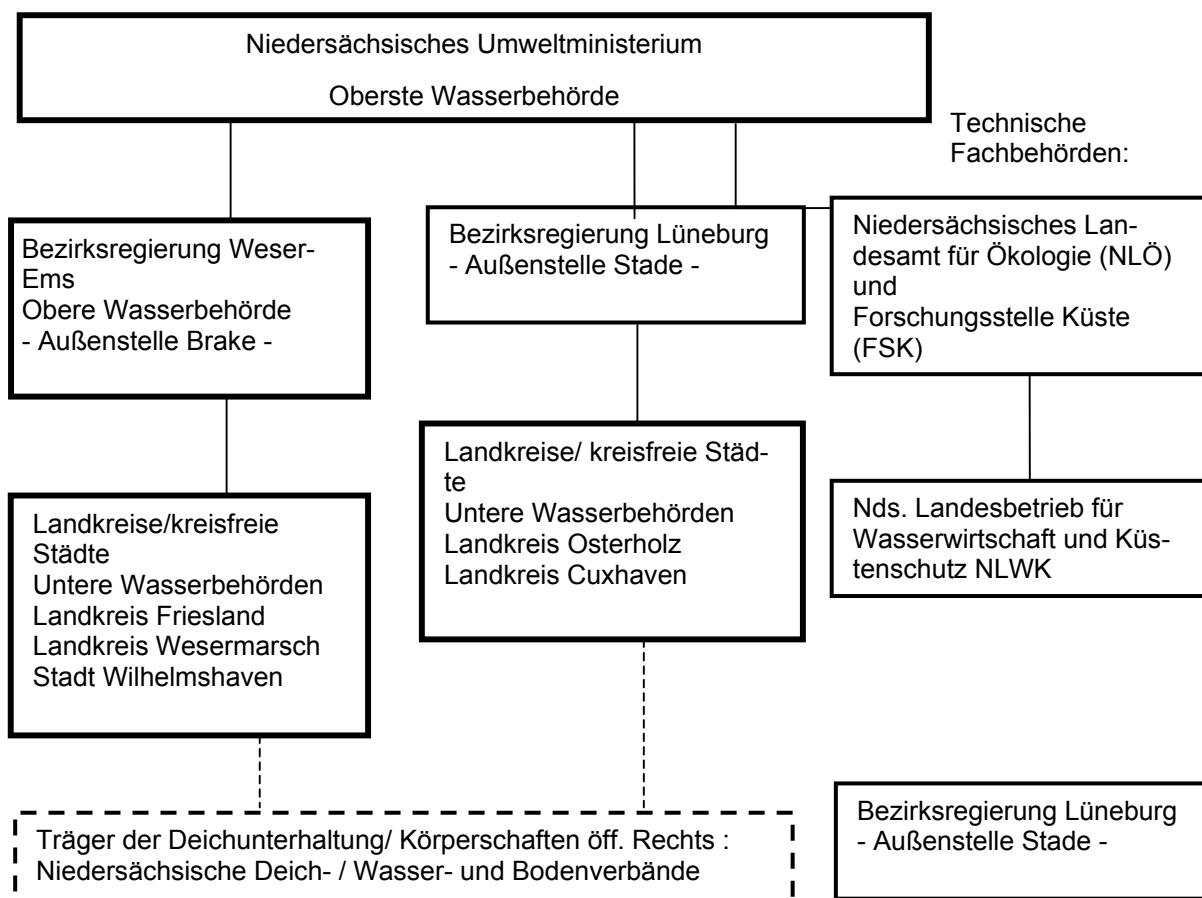 Niedersächsisches Umweltministerium
Oberste Wasserbehörde
Technische
Fachbehörden:
Bezirksregierung Weser-
Ems
Obere Wasserbehörde
- Außenstelle Brake -
Bezirksregierung Lüneburg
- Außenstelle Stade -
Niedersächsisches Lan-
desamt für Ökologie (NLÖ)
und
Forschungsstelle Küste
(FSK)
Landkreise/kreisfreie
Städte
Untere Wasserbehörden
Landkreis Friesland
Landkreis Wesermarsch
Stadt Wilhelmshaven
Landkreise/ kreisfreie Städ-
te
Untere Wasserbehörden
Landkreis Osterholz
Landkreis Cuxhaven
Nds. Landesbetrieb für
Wasserwirtschaft und Küs-
tenschutz NLWK
Träger der Deichunterhaltung/ Körperschaften öff. Rechts :
Niedersächsische Deich- / Wasser- und Bodenverbände
Bezirksregierung Lüneburg
- Außenstelle Stade -